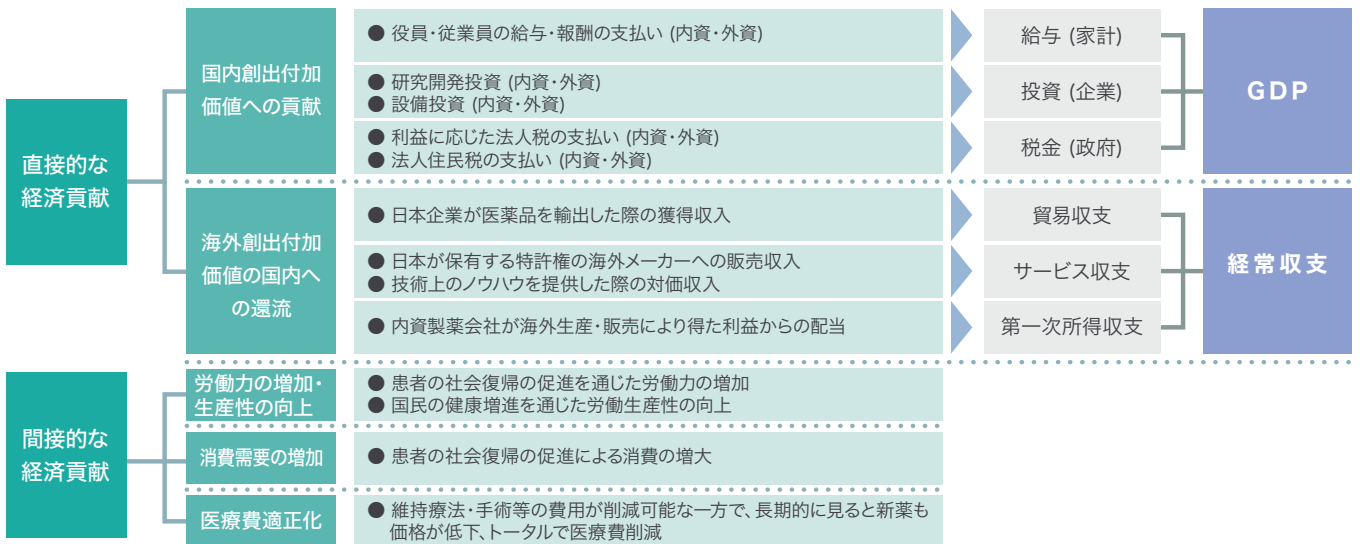 直接的な
経済貢献
国内創出付加
価値への貢献
● 役員・従業員の給与・報酬の支払い (内資・外資)
給与 (家計)
● 研究開発投資 (内資・外資)
● 設備投資 (内資・外資)
投資 (企業)
● 利益に応じた法人税の支払い (内資・外資)
● 法人住民税の支払い (内資・外資)
税金 (政府)
GDP
海外創出付加
価値の国内へ
の還流
● 日本企業が医薬品を輸出した際の獲得収入
貿易収支
● 日本が保有する特許権の海外メーカーへの販売収入
● 技術上のノウハウを提供した際の対価収入
サービス収支
● 内資製薬会社が海外生産・販売により得た利益からの配当
第一次所得収支
経常収支
間接的な
経済貢献
労働力の増加・
生産性の向上
● 患者の社会復帰の促進を通じた労働力の増加
● 国民の健康増進を通じた労働生産性の向上
消費需要の増加
● 患者の社会復帰の促進による消費の増大
医療費適正化
● 維持療法・手術等の費用が削減可能な一方で、長期的に見ると新薬も
価格が低下、トータルで医療費削減